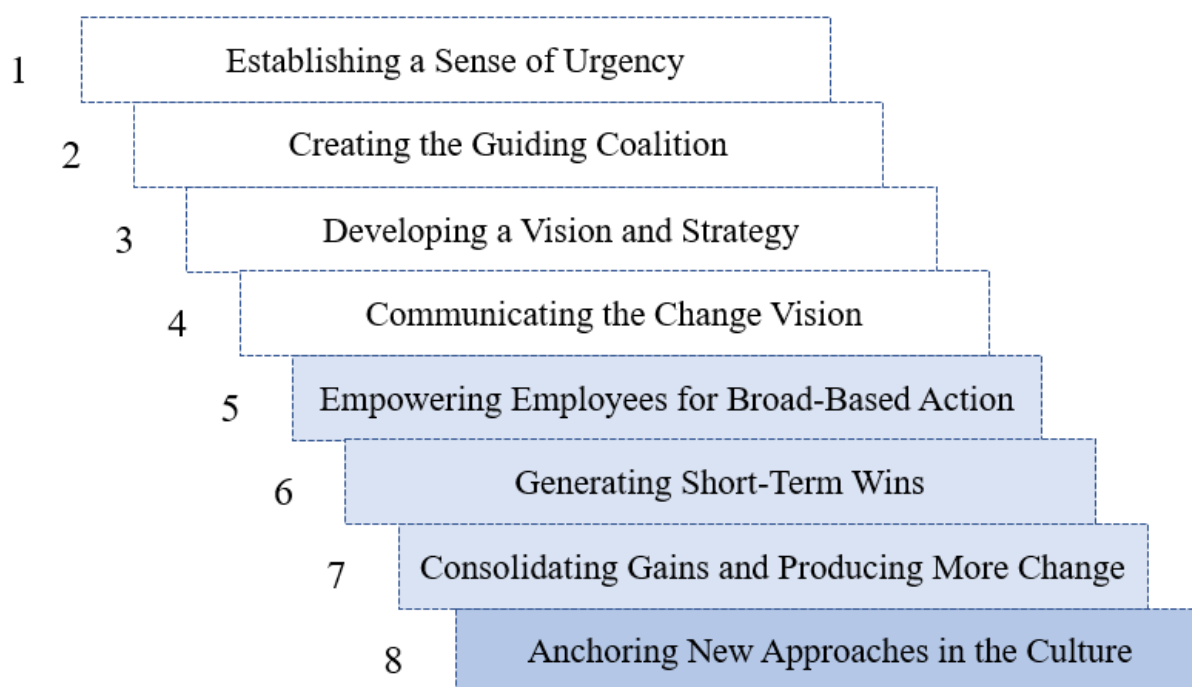 1 Establishing a Sense of Urgency
2 Creating the Guiding Coalition
3 Developing a Vision and Strategy
4 Communicating the Change Vision
5 Empowering Employees for Broad-Based Action
6 Generating Short-Term Wins
7 Consolidating Gains and Producing More Change
8 Anchoring New Approaches in the Culture